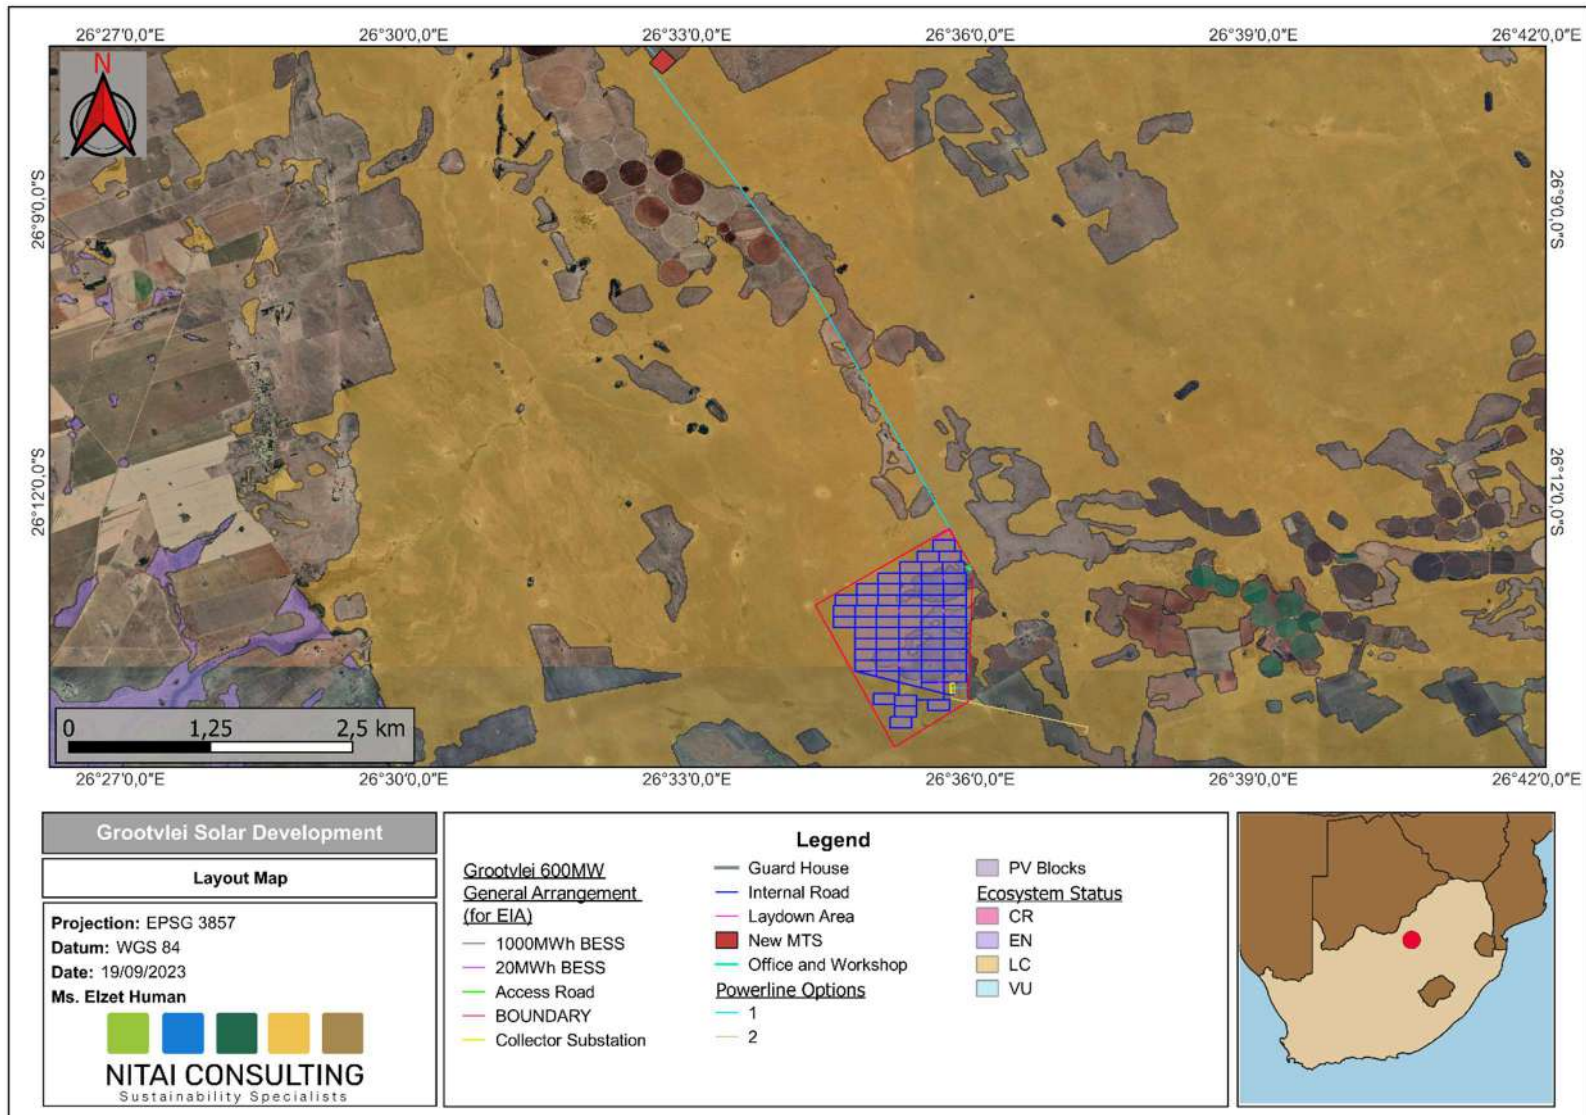 26°27'0,0"E 26°30'0,0"E 26°33'0,0"E 26°36'0,0"E 26°39'0,0"E 26°42'0,0"E
N
26°9'0,0"S 26°9'0,0"S
26°12'0,0"S 26°12'0,0"S
0 1,25 2,5 km
26°27'0,0"E 26°30'0,0"E 26°33'0,0"E 26°36'0,0"E 26°39'0,0"E 26°42'0,0"E
Grootvlei Solar Development
Layout Map
Projection: EPSG 3857
Datum: WGS 84
Date: 19/09/2023
Ms. Elzet Human
NITAI CONSULTING
Sustainability Specialists
Legend
Grootvlei 600MW
General Arrangement
(for EIA)
1000MWh BESS
20MWh BESS
Access Road
BOUNDARY
Collector Substation
Guard House
Internal Road
Laydown Area
New MTS
Office and Workshop
Powerline Options
1
2
PV Blocks
Ecosystem Status
CR
EN
LC
VU